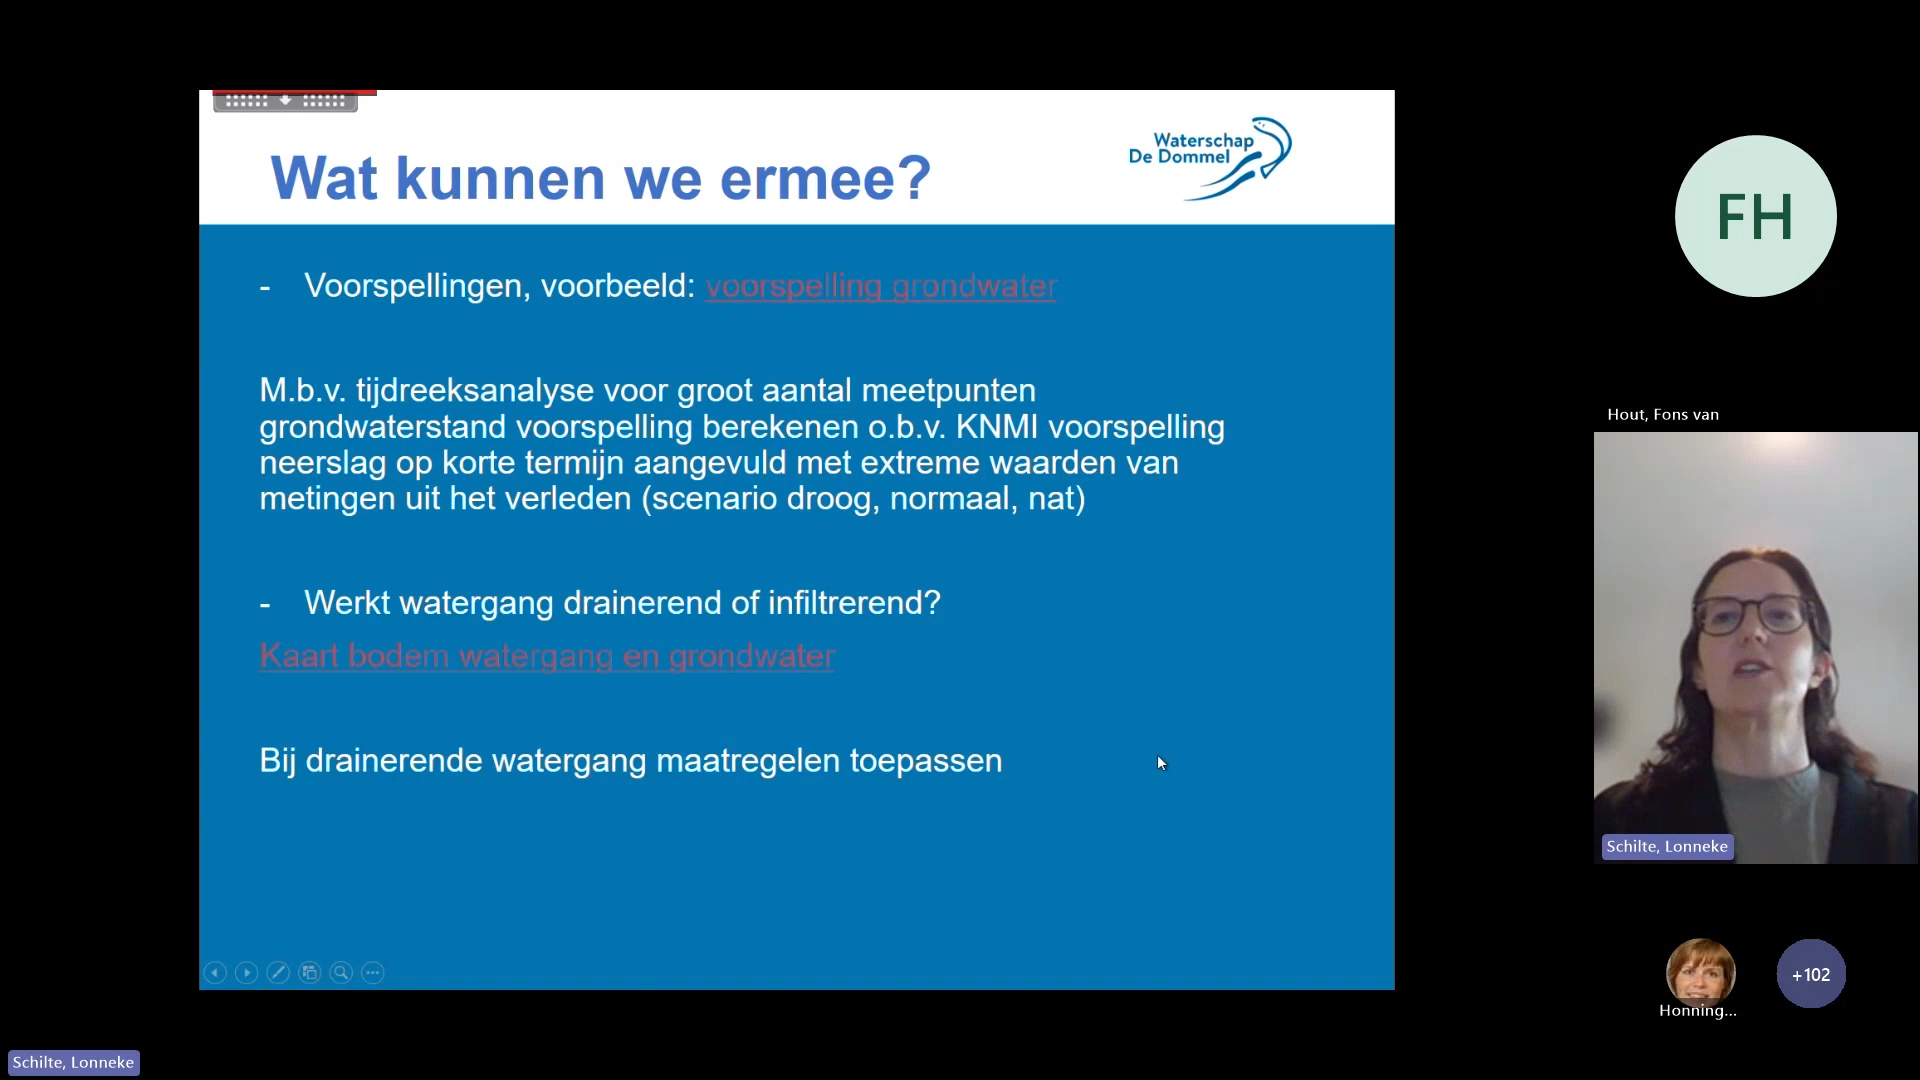 Waterschap
De Dommel
Wat kunnen we ermee?
- Voorspellingen, voorbeeld: voorspelling grondwater
M.b.v. tijdreeksanalyse voor groot aantal meetpunten
grondwaterstand voorspelling berekenen o.b.v. KNMI voorspelling
neerslag op korte termijn aangevuld met extreme waarden van
metingen uit het verleden (scenario droog, normaal, nat)
- Werkt watergang drainerend of infiltrerend?
Kaart bodem watergang en grondwater
Bij drainerende watergang maatregelen toepassen
FH
Hout, Fons van
Schilte, Lonneke
Honning...
+102
Schilte, Lonneke